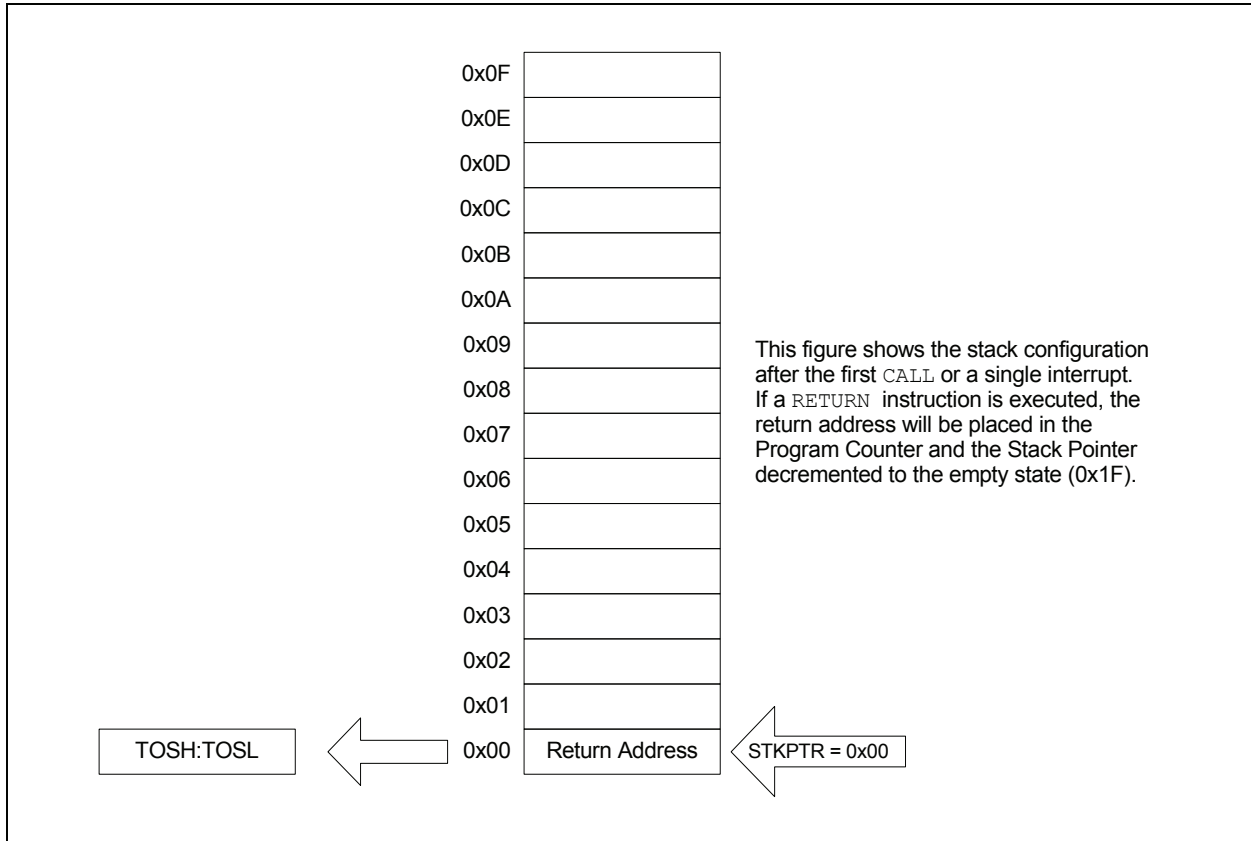 0x0F
0x0E
0x0D
0x0C
0x0B
0x0A
0x09
0x08
0x07
0x06
0x05
0x04
0x03
0x02
0x01
This figure shows the stack configuration
after the first CALL or a single interrupt.
If a RETURN instruction is executed, the
return address will be placed in the
Program Counter and the Stack Pointer
decremented to the empty state (0x1F).
TOSH:TOSL 0x00 Return Address STKPTR = 0x00